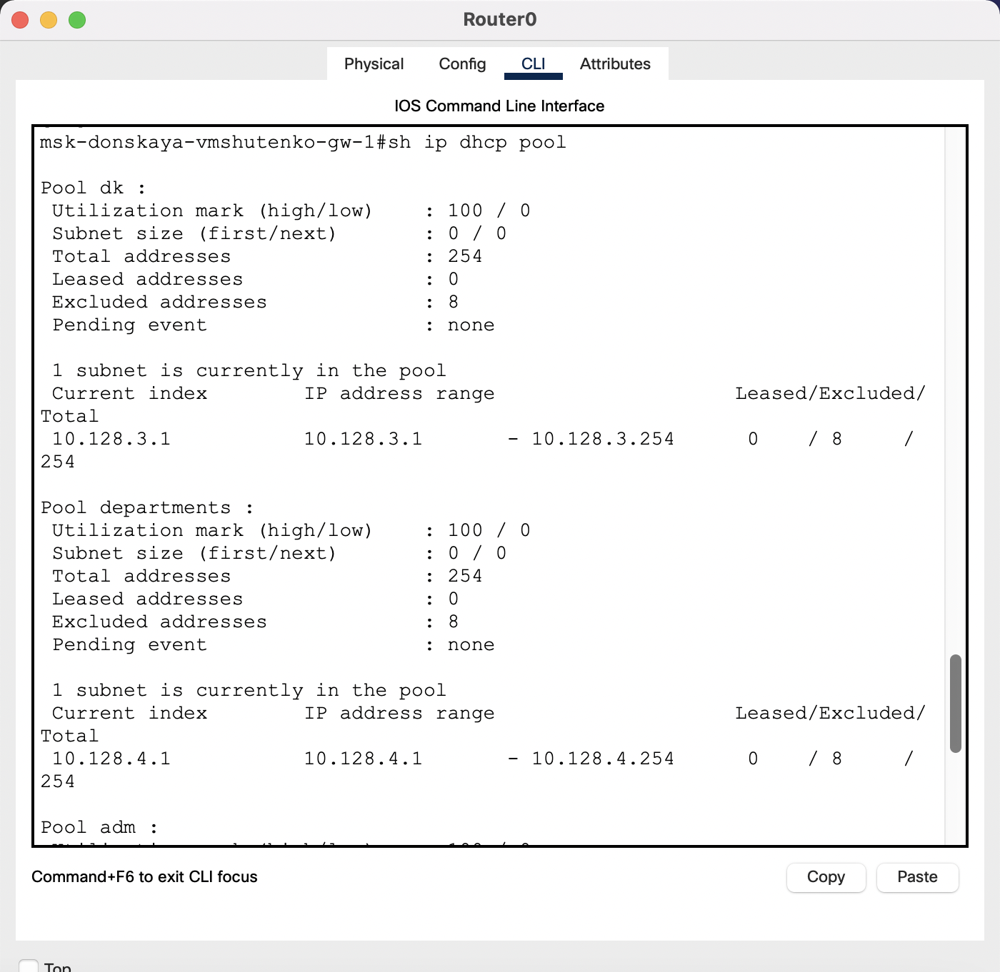 Router0
Physical Config CLI Attributes
IOS Command Line Interface
msk-donskaya-vmshutenko-gw-1#sh ip dhcp pool
Pool dk :
Utilization mark (high/low) : 100 / 0
Subnet size (first/next) : 0 / 0
Total addresses : 254
Leased addresses : 0
Excluded addresses : 8
Pending event : none
1 subnet is currently in the pool
Current index IP address range Leased/Excluded/
Total
10.128.3.1 10.128.3.1 - 10.128.3.254 0 / 8 /
254
Pool departments :
Utilization mark (high/low) : 100 / 0
Subnet size (first/next) : 0 / 0
Total addresses : 254
Leased addresses : 0
Excluded addresses : 8
Pending event : none
1 subnet is currently in the pool
Current index IP address range Leased/Excluded/
Total
10.128.4.1 10.128.4.1 - 10.128.4.254 0 / 8 /
254
Pool adm :
Command+F6 to exit CLI focus
Copy Paste
Top